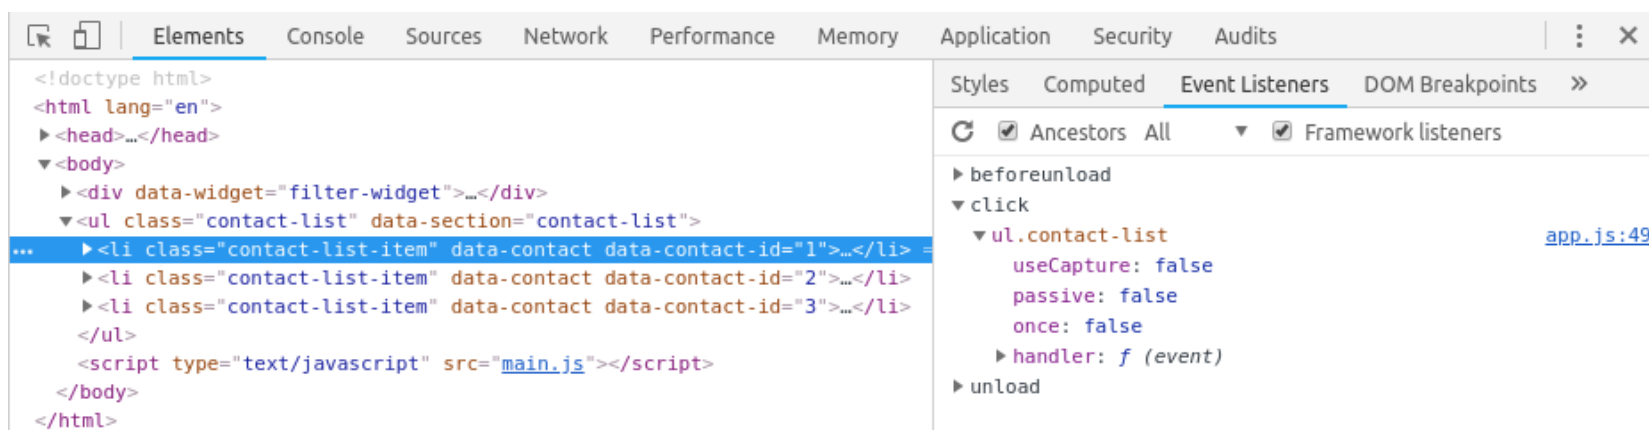 Elements Console Sources Network Performance Memory Application Security Audits
<!doctype html>
<html lang="en">
<head>…</head>
<body>
<div data-widget="filter-widget">…</div>
<ul class="contact-list" data-section="contact-list">
<li class="contact-list-item" data-contact data-contact-id="1">…</li> =
<li class="contact-list-item" data-contact data-contact-id="2">…</li>
<li class="contact-list-item" data-contact data-contact-id="3">…</li>
</ul>
<script type="text/javascript" src="main.js"></script>
</body>
</html>
Styles Computed Event Listeners DOM Breakpoints »
Ancestors All Framework listeners
beforeunload
click
ul.contact-list app.js:49
useCapture: false
passive: false
once: false
handler: ƒ (event)
unload